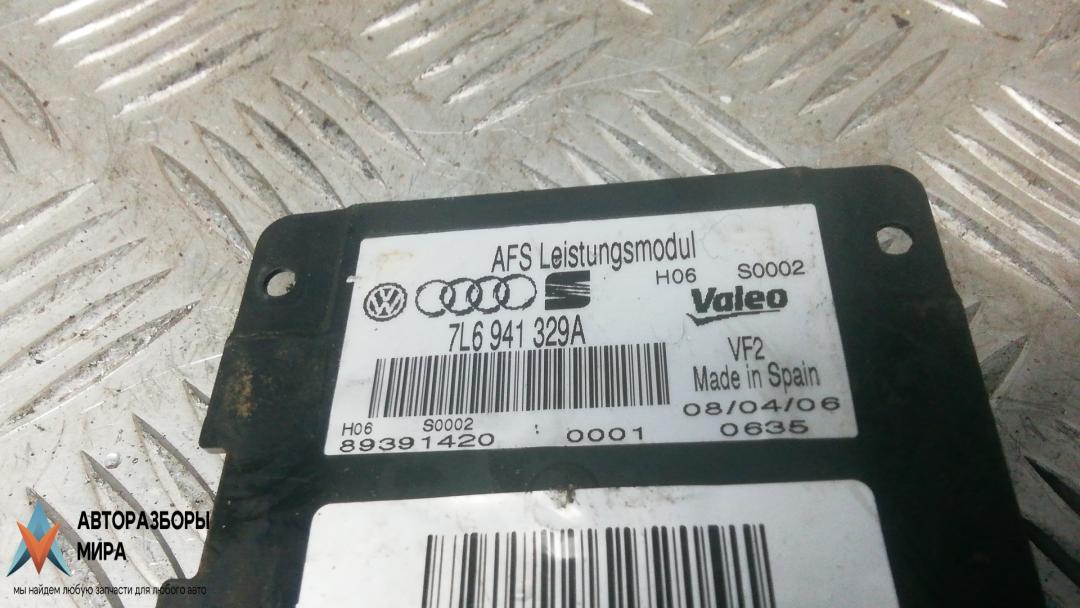 AFS Leistungsmodul
H06 S0002
Valeo
7L6 941 329A
VF2
Made in Spain
08/04/06
H06 S0002
89391420 0001 0635
АВТОРАЗБОРЫ
МИРА
мы найдем любую запчасти для любого авто